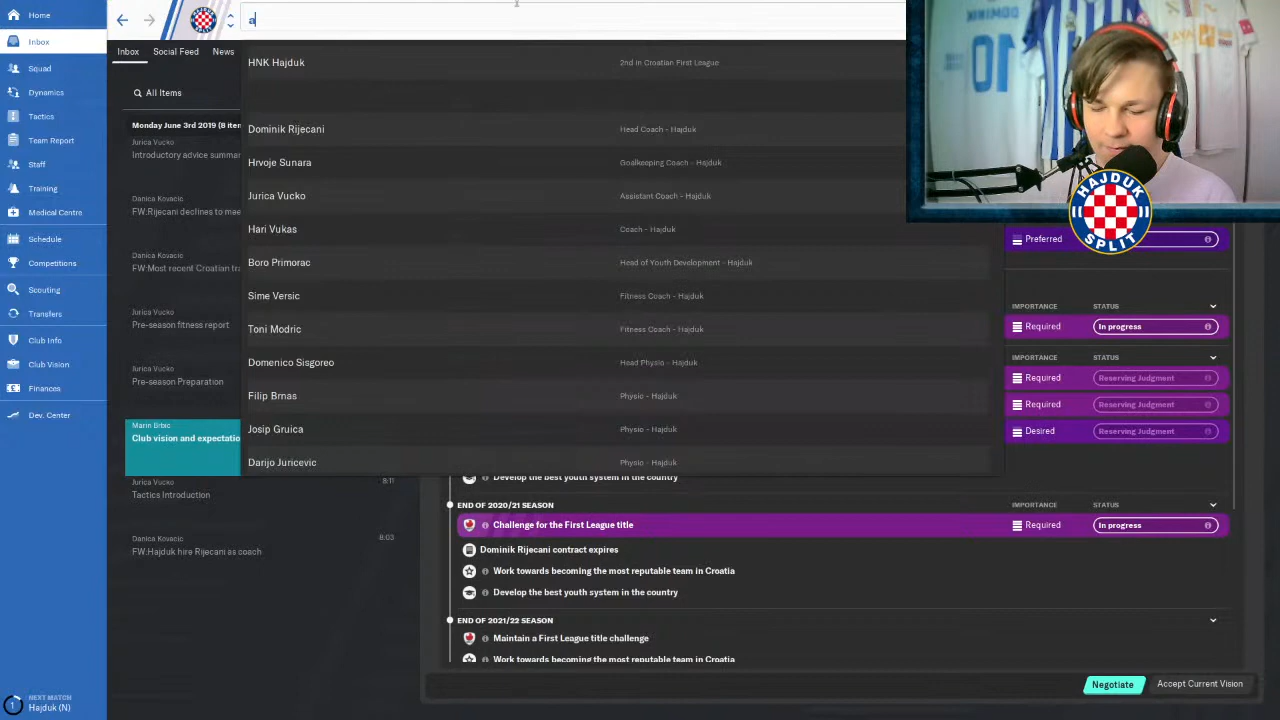 Home
Inbox
Squad
Dynamics
Tactics
Team Report
Staff
Training
Medical Centre
Schedule
Competitions
Scouting
Transfers
Club Info
Club Vision
Finances
Dev. Center
1
NEXT MATCH
Hajduk (N)
a
Inbox Social Feed News
All Items
Monday June 3rd 2019 (8 iter
Jurica Vucko
Introductory advice summar
Danica Kovacic
FW:Rijecani declines to mee
Danica Kovacic
FW:Most recent Croatian tra
Jurica Vucko
Pre-season fitness report
Jurica Vucko
Pre-season Preparation
Marin Brbic
Club vision and expectatio
Jurica Vucko 8:11
Tactics Introduction
Danica Kovacic 8:03
FW:Hajduk hire Rijecani as coach
HNK Hajduk 2nd in Croatian First League
Dominik Rijecani Head Coach - Hajduk
Hrvoje Sunara Goalkeeping Coach - Hajduk
Jurica Vucko Assistant Coach - Hajduk
Hari Vukas Coach - Hajduk
Boro Primorac Head of Youth Development - Hajduk
Sime Versic Fitness Coach - Hajduk
Toni Modric Fitness Coach - Hajduk
Domenico Sisgoreo Head Physio - Hajduk
Filip Brnas Physio - Hajduk
Josip Gruica Physio - Hajduk
Darijo Juricevic Physio - Hajduk
DOMINIK
10
HAJDUK
SPLIT
Preferred
IMPORTANCE STATUS
Required In progress
IMPORTANCE STATUS
Required Reserving Judgment
Required Reserving Judgment
Desired Reserving Judgment
Develop the best youth system in the country
END OF 2020/21 SEASON IMPORTANCE STATUS
Challenge for the First League title Required In progress
Dominik Rijecani contract expires
Work towards becoming the most reputable team in Croatia
Develop the best youth system in the country
END OF 2021/22 SEASON
Maintain a First League title challenge
Work towards becoming the most reputable team in Croatia
Negotiate Accept Current Vision